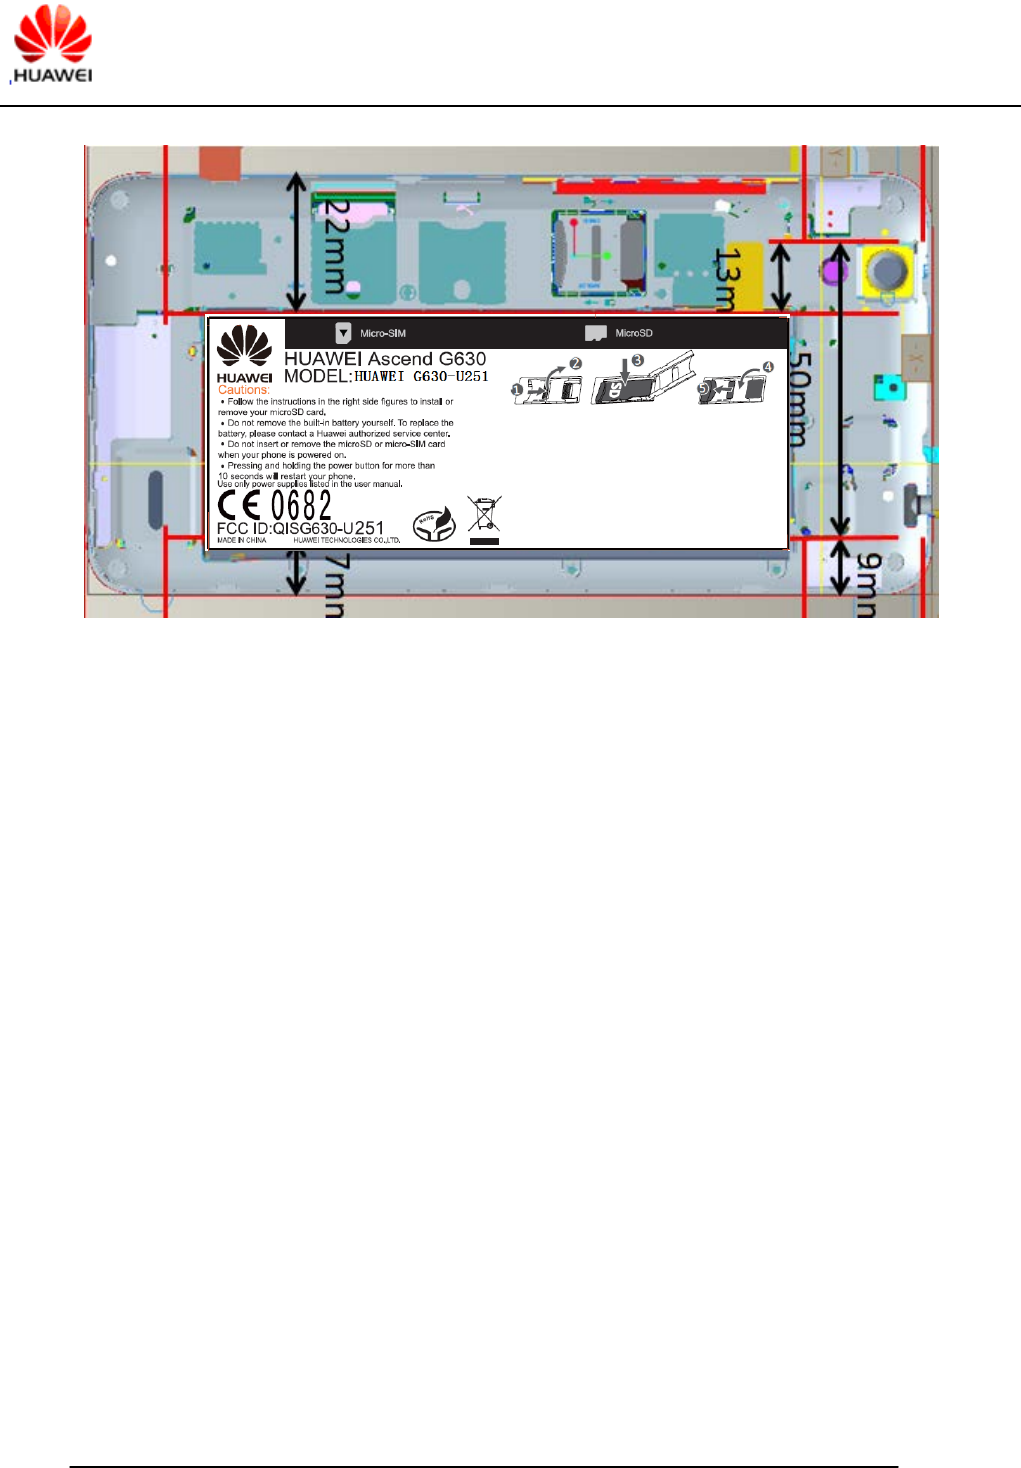 HUAWEI
22mm
13m
50mm
7mm
9mm
Micro-SIM
MicroSD
HUAWEI
HUAWEI Ascend G630
MODEL:HUAWEI G630-U251
Cautions:
• Follow the instructions in the right side figures to install or
remove your microSD card.
• Do not remove the built-in battery yourself. To replace the
battery, please contact a Huawei authorized service center.
• Do not insert or remove the microSD or micro-SIM card
when your phone is powered on.
• Pressing and holding the power button for more than
10 seconds will restart your phone.
Use only power supplies listed in the user manual.
CE 0682
FCC ID:QISG630-U251
MADE IN CHINA HUAWEI TECHNOLOGIES CO.,LTD.
RoHS
1
2
3
SD
4
5